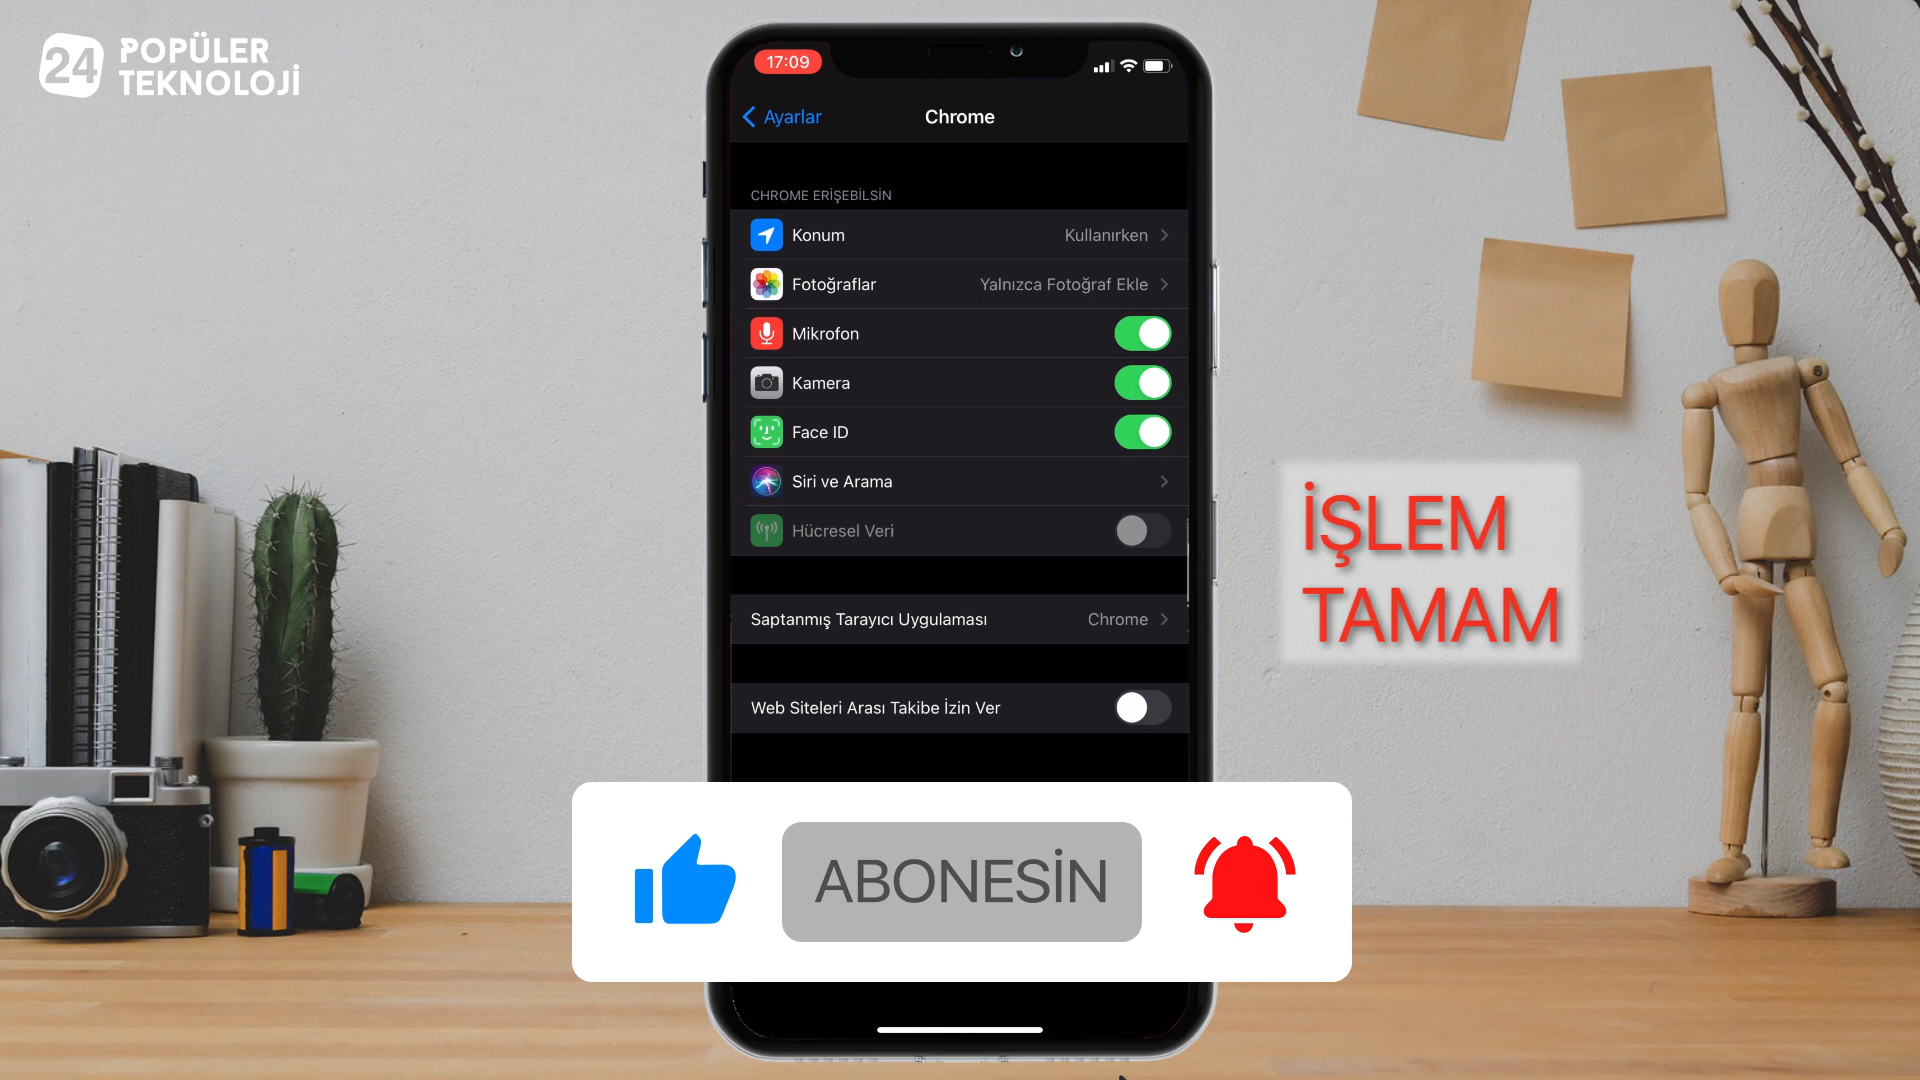 24 POPÜLER
TEKNOLOJİ
17:09
Ayarlar
Chrome
CHROME ERİŞEBİLSİN
Konum
Kullanırken
Fotoğraflar
Yalnızca Fotoğraf Ekle
Mikrofon
Kamera
Face ID
Siri ve Arama
Hücresel Veri
Saptanmış Tarayıcı Uygulaması
Chrome
Web Siteleri Arası Takibe İzin Ver
İŞLEM
TAMAM
ABONESİN